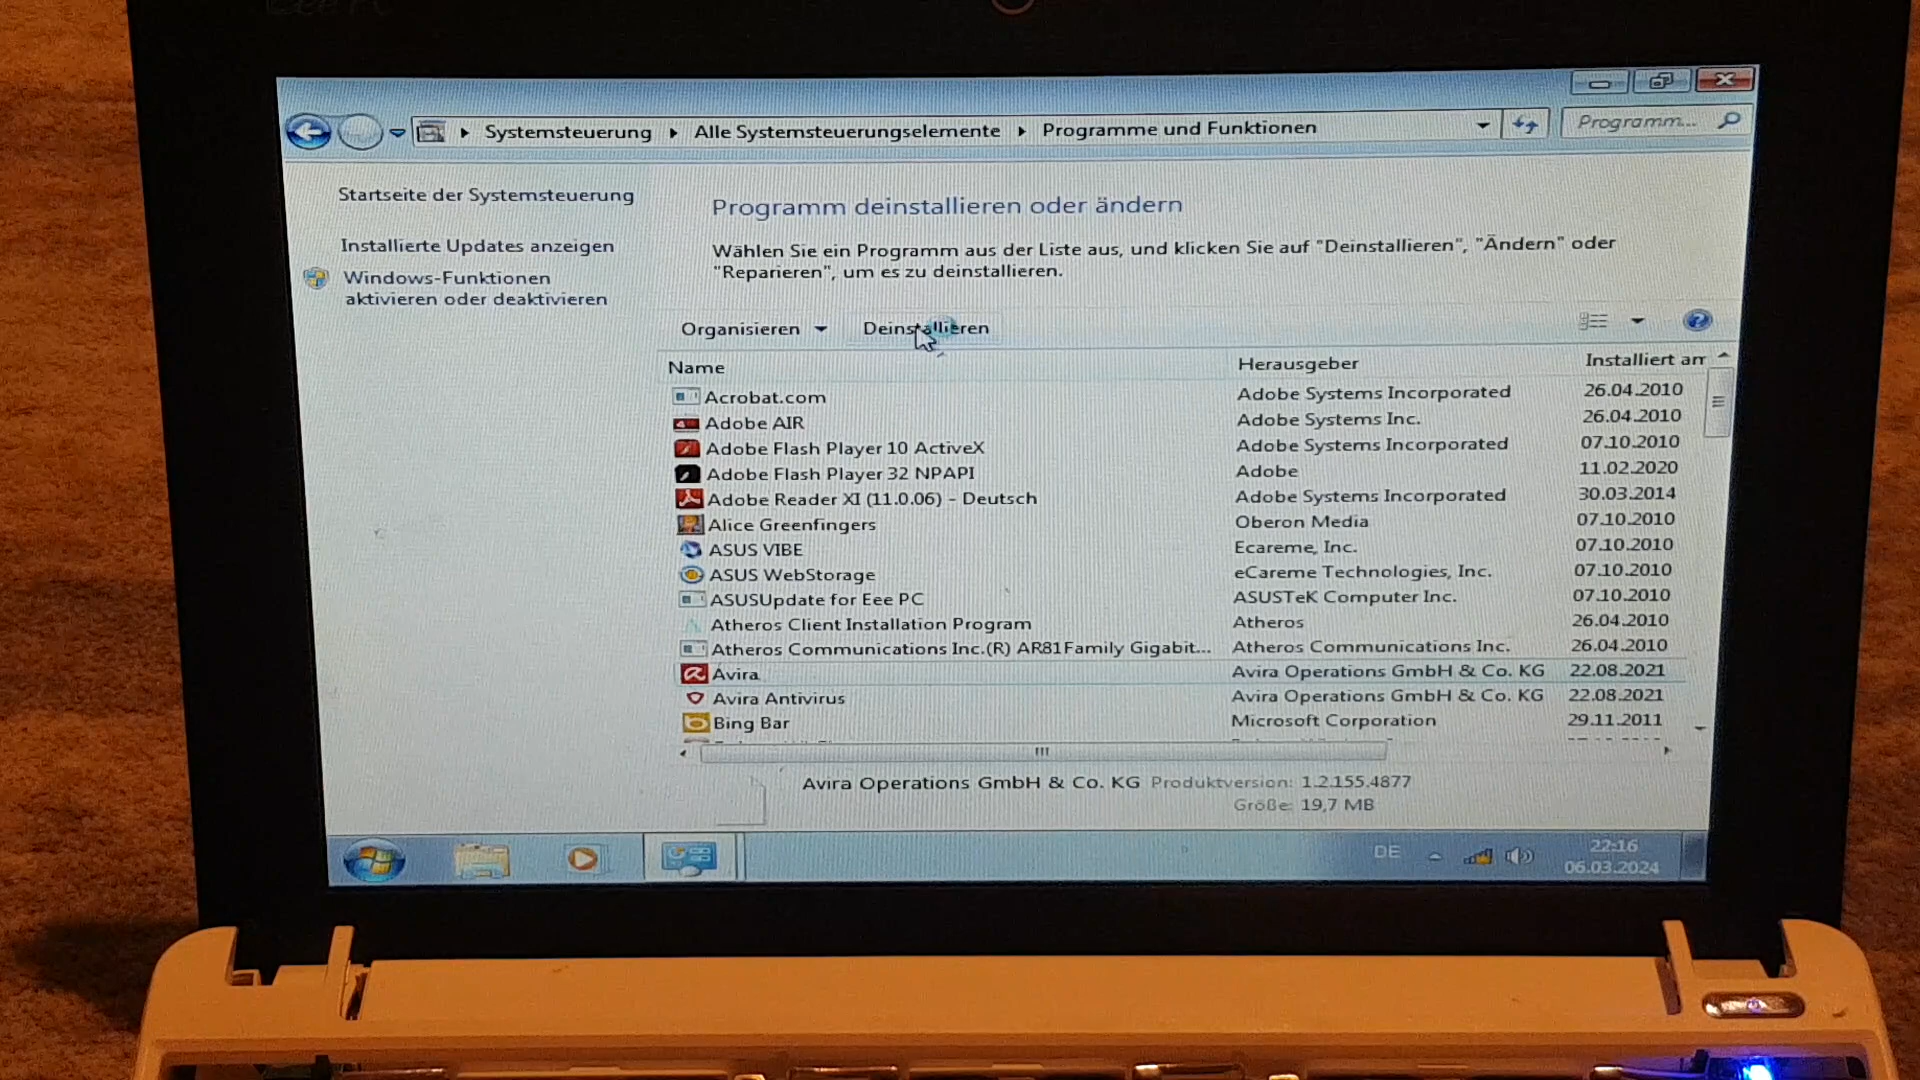 Systemsteuerung
Alle Systemsteuerungselemente
Programme und Funktionen
Programm...
Startseite der Systemsteuerung
Installierte Updates anzeigen
Windows-Funktionen
aktivieren oder deaktivieren
Programm deinstallieren oder ändern
Wählen Sie ein Programm aus der Liste aus, und klicken Sie auf "Deinstallieren", "Ändern" oder
"Reparieren", um es zu deinstallieren.
Organisieren Deinstallieren
Name Herausgeber Installiert am
Acrobat.com Adobe Systems Incorporated 26.04.2010
Adobe AIR Adobe Systems Inc. 26.04.2010
Adobe Flash Player 10 ActiveX Adobe Systems Incorporated 07.10.2010
Adobe Flash Player 32 NPAPI Adobe 11.02.2020
Adobe Reader XI (11.0.06) - Deutsch Adobe Systems Incorporated 30.03.2014
Alice Greenfingers Oberon Media 07.10.2010
ASUS VIBE Ecareme, Inc. 07.10.2010
ASUS WebStorage eCareme Technologies, Inc. 07.10.2010
ASUSUpdate for Eee PC ASUSTeK Computer Inc. 07.10.2010
Atheros Client Installation Program Atheros 26.04.2010
Atheros Communications Inc.(R) AR81Family Gigabit... Atheros Communications Inc. 26.04.2010
Avira Avira Operations GmbH & Co. KG 22.08.2021
Avira Antivirus Avira Operations GmbH & Co. KG 22.08.2021
Bing Bar Microsoft Corporation 29.11.2011
Avira Operations GmbH & Co. KG Produktversion: 1.2.155.4877
Größe: 19,7 MB
DE
22:16
06.03.2024